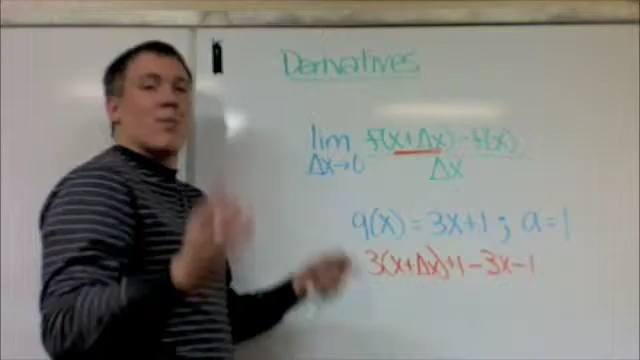 Derivatives
lim f(x+Δx)-f(x)
Δx→0 Δx
g(x)=3x+1; a=1
3(x+Δx)+1-3x-1